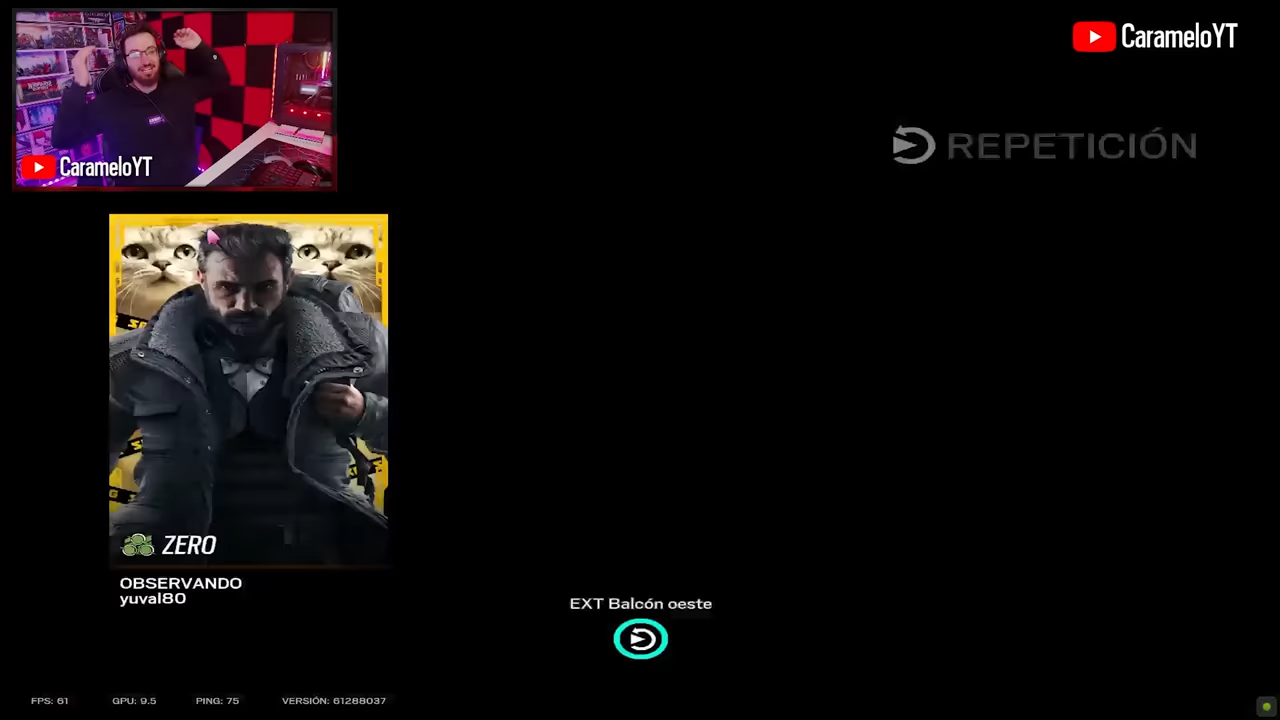 CarameloYT
CarameloYT
REPETICIÓN
ZERO
OBSERVANDO
yuval80
EXT Balcón oeste
FPS: 61
GPU: 9.5
PING: 75
VERSIÓN: 61288037